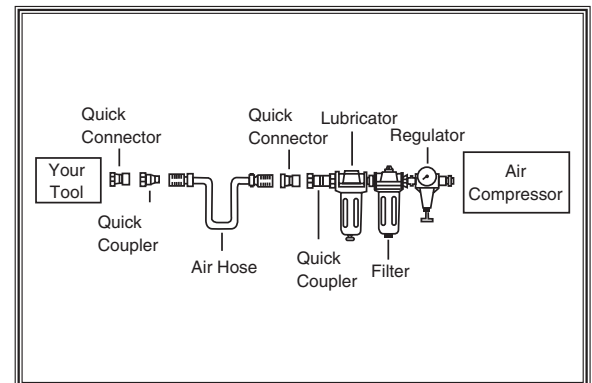 Quick
Connector
Quick
Connector
Lubricator
Regulator
Your
Tool
Air
Compressor
Quick
Coupler
Air Hose
Quick
Coupler
Filter